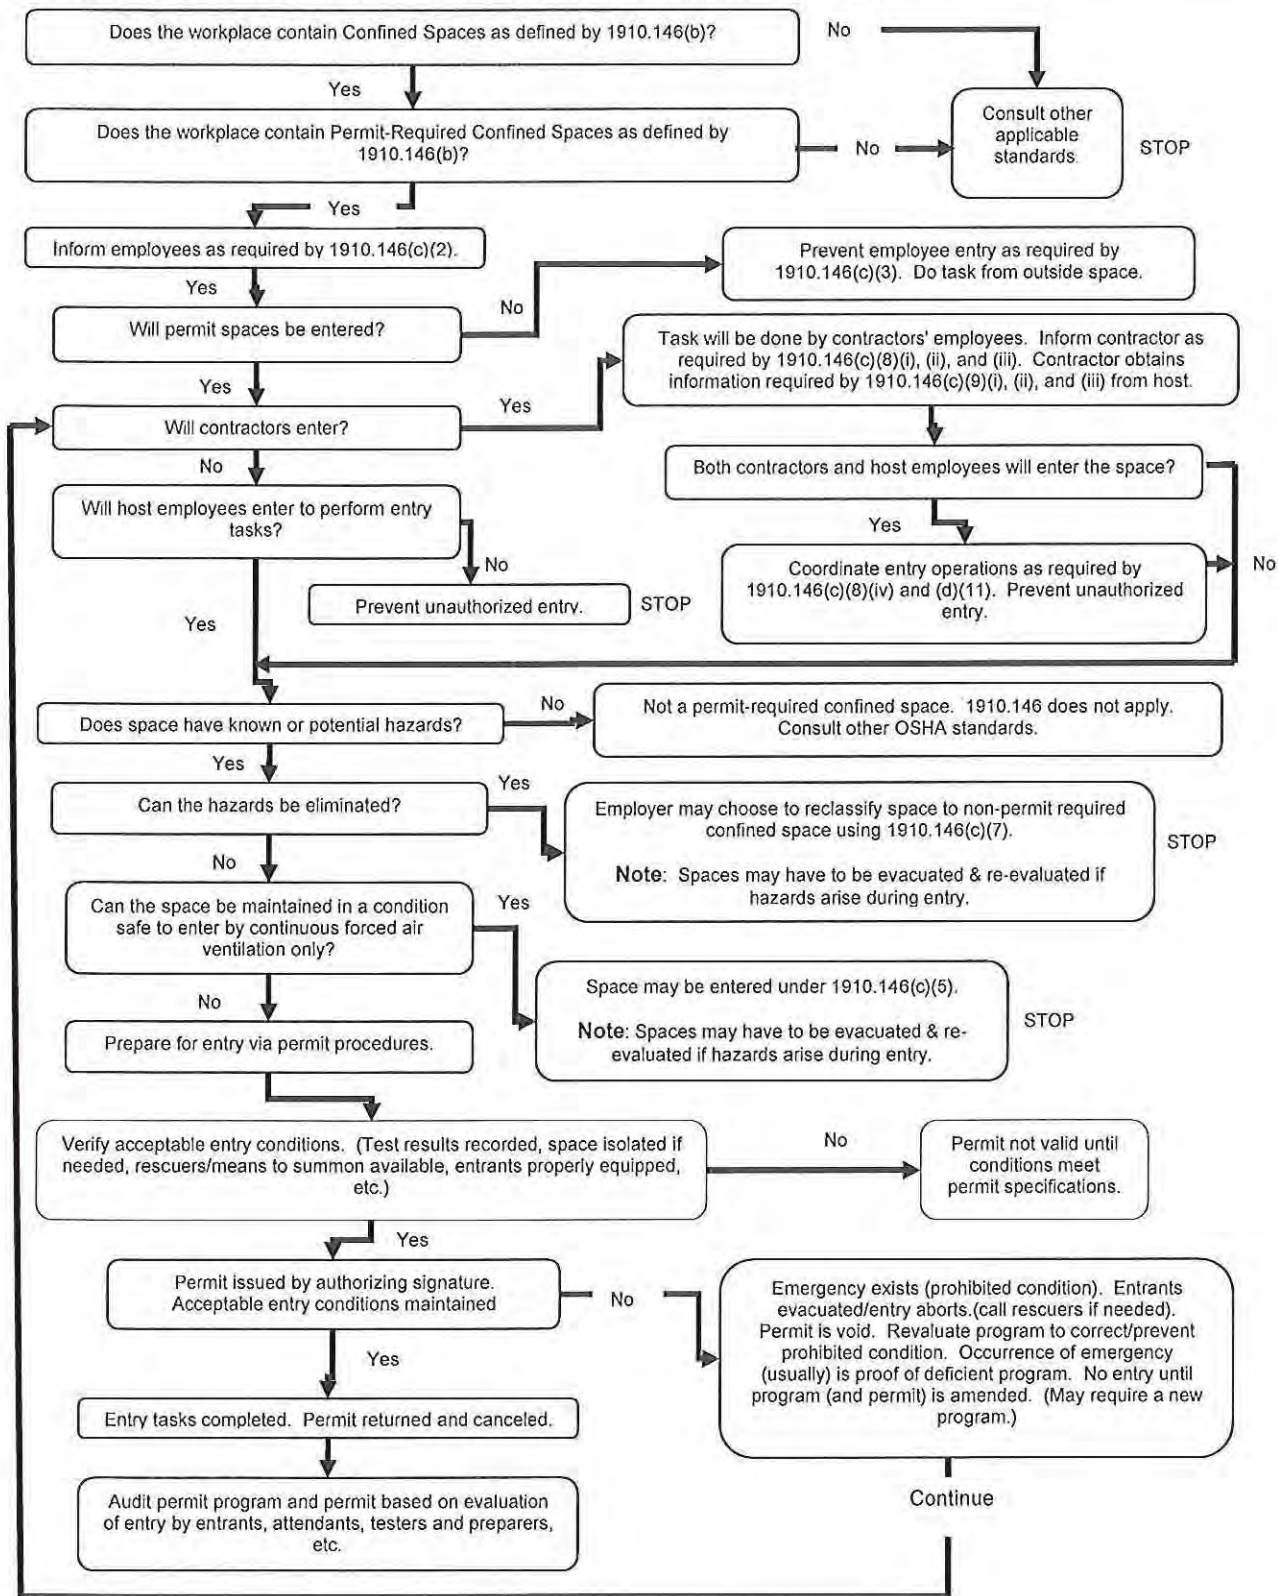 Does the workplace contain Confined Spaces as defined by 1910.146(b)?
No
Yes
Consult other
applicable
standards.
STOP
Does the workplace contain Permit-Required Confined Spaces as defined by
1910.146(b)?
No
Yes
Inform employees as required by 1910.146(c)(2).
Prevent employee entry as required by
1910.146(c)(3). Do task from outside space.
Yes
No
Will permit spaces be entered?
Task will be done by contractors' employees. Inform contractor as
required by 1910.146(c)(8)(i), (ii), and (iii). Contractor obtains
information required by 1910.146(c)(9)(i), (ii), and (iii) from host.
Yes
Yes
Will contractors enter?
No
Both contractors and host employees will enter the space?
Will host employees enter to perform entry
tasks?
Yes
No
No
Coordinate entry operations as required by
1910.146(c)(8)(iv) and (d)(11). Prevent unauthorized
entry.
Prevent unauthorized entry.
STOP
Yes
Does space have known or potential hazards?
No
Not a permit-required confined space. 1910.146 does not apply.
Consult other OSHA standards.
Yes
Can the hazards be eliminated?
Yes
Employer may choose to reclassify space to non-permit required
confined space using 1910.146(c)(7).
Note: Spaces may have to be evacuated & re-evaluated if
hazards arise during entry.
STOP
No
Can the space be maintained in a condition
safe to enter by continuous forced air
ventilation only?
Yes
Space may be entered under 1910.146(c)(5).
Note: Spaces may have to be evacuated & re-
evaluated if hazards arise during entry.
STOP
No
Prepare for entry via permit procedures.
Verify acceptable entry conditions. (Test results recorded, space isolated if
needed, rescuers/means to summon available, entrants properly equipped,
etc.)
No
Permit not valid until
conditions meet
permit specifications.
Yes
Permit issued by authorizing signature.
Acceptable entry conditions maintained
No
Emergency exists (prohibited condition). Entrants
evacuated/entry aborts.(call rescuers if needed).
Permit is void. Revaluate program to correct/prevent
prohibited condition. Occurrence of emergency
(usually) is proof of deficient program. No entry until
program (and permit) is amended. (May require a new
program.)
Yes
Entry tasks completed. Permit returned and canceled.
Audit permit program and permit based on evaluation
of entry by entrants, attendants, testers and preparers,
etc.
Continue